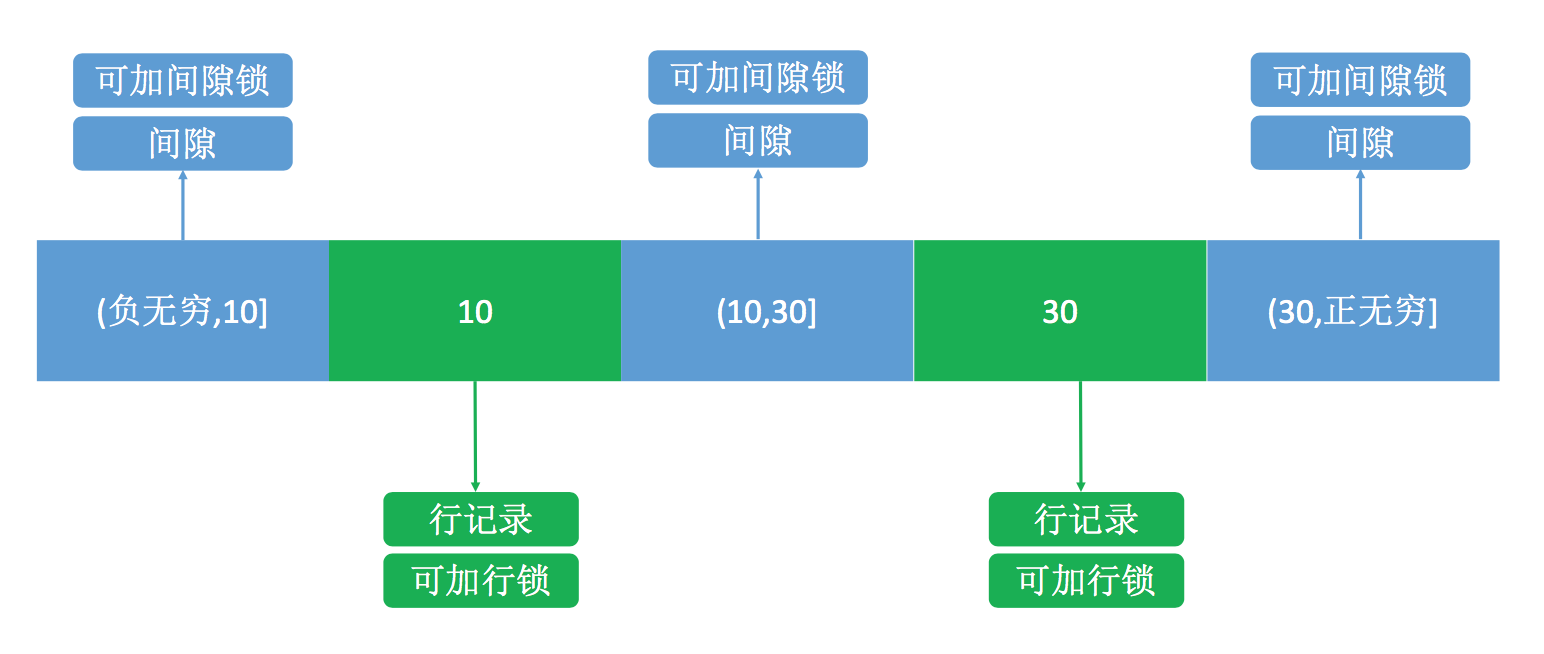 可加间隙锁
间隙
可加间隙锁
间隙
可加间隙锁
间隙
(负无穷,10]
10
(10,30]
30
(30,正无穷]
行记录
可加行锁
行记录
可加行锁